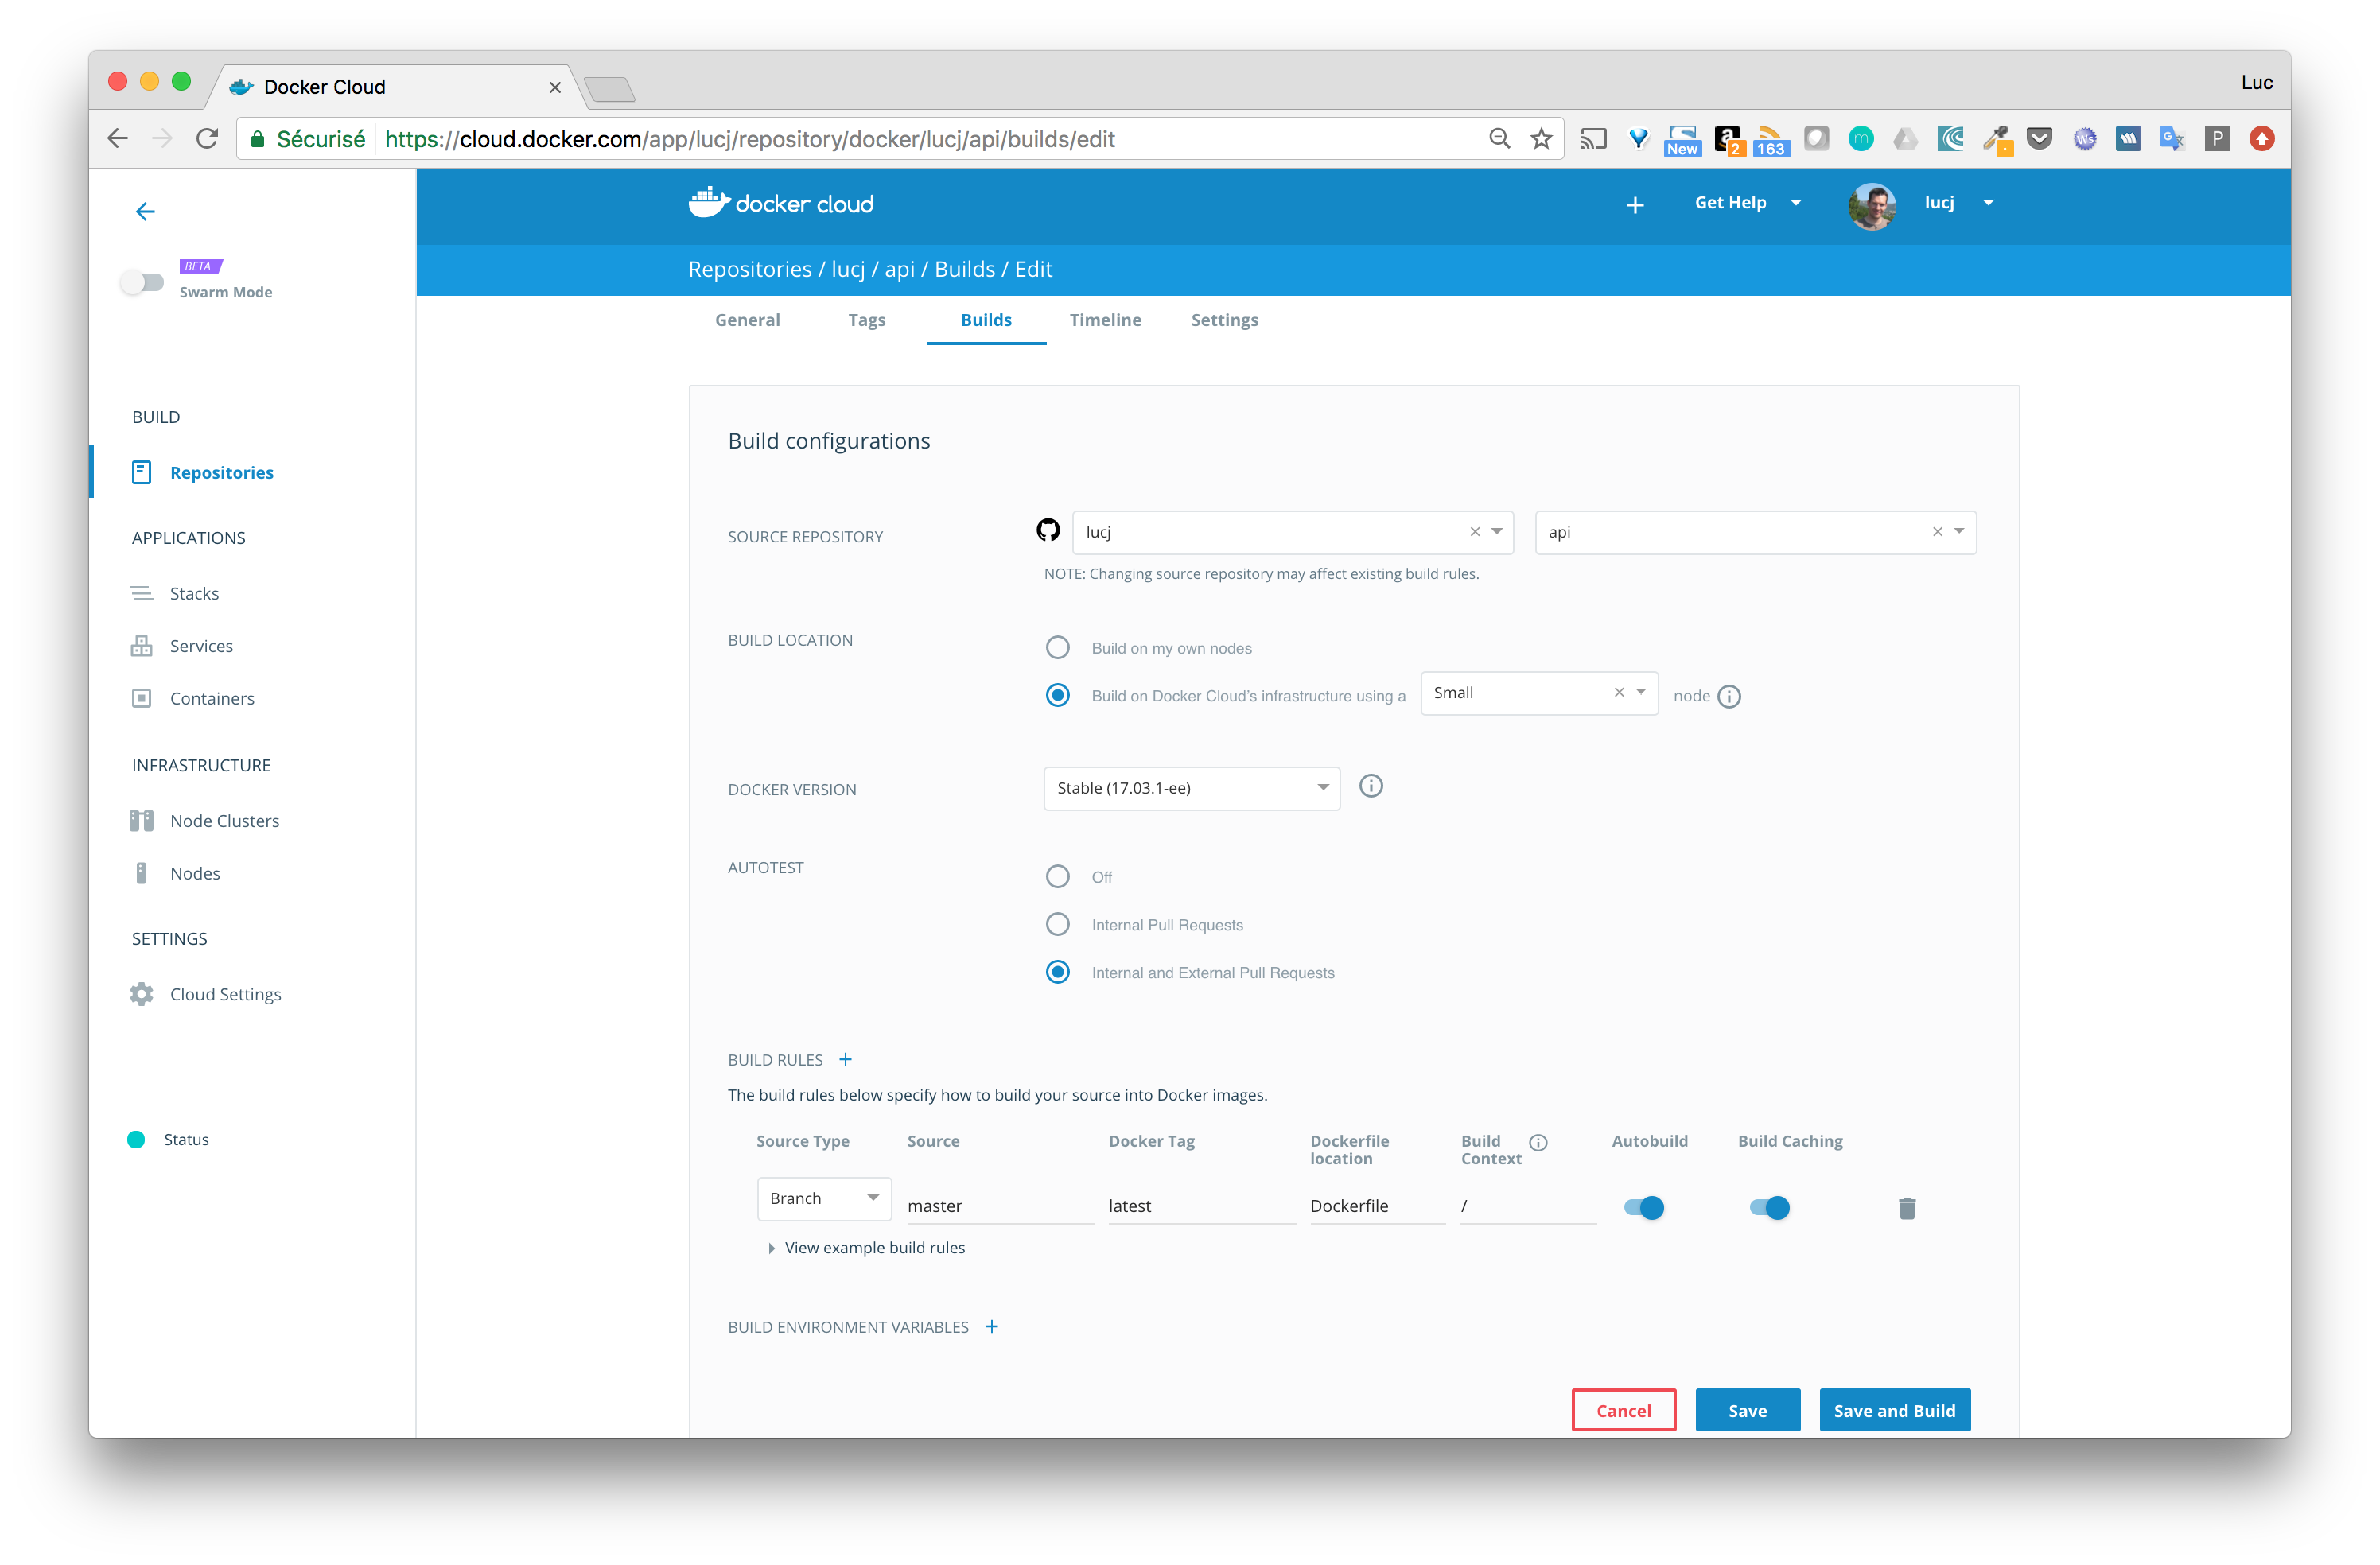 Docker Cloud
Luc
Sécurisé https://cloud.docker.com/app/lucj/repository/docker/lucj/api/builds/edit
New
a 2
163
m
Ws
G
P
docker cloud
Get Help
lucj
BETA
Swarm Mode
Repositories / lucj / api / Builds / Edit
General Tags Builds Timeline Settings
BUILD
Repositories
APPLICATIONS
Stacks
Services
Containers
INFRASTRUCTURE
Node Clusters
Nodes
SETTINGS
Cloud Settings
Status
Build configurations
SOURCE REPOSITORY lucj api
NOTE: Changing source repository may affect existing build rules.
BUILD LOCATION Build on my own nodes
Build on Docker Cloud's infrastructure using a Small node
DOCKER VERSION Stable (17.03.1-ee)
AUTOTEST Off
Internal Pull Requests
Internal and External Pull Requests
BUILD RULES +
The build rules below specify how to build your source into Docker images.
Source Type Source Docker Tag Dockerfile location Build Context Autobuild Build Caching
Branch master latest Dockerfile /
View example build rules
BUILD ENVIRONMENT VARIABLES +
Cancel Save Save and Build